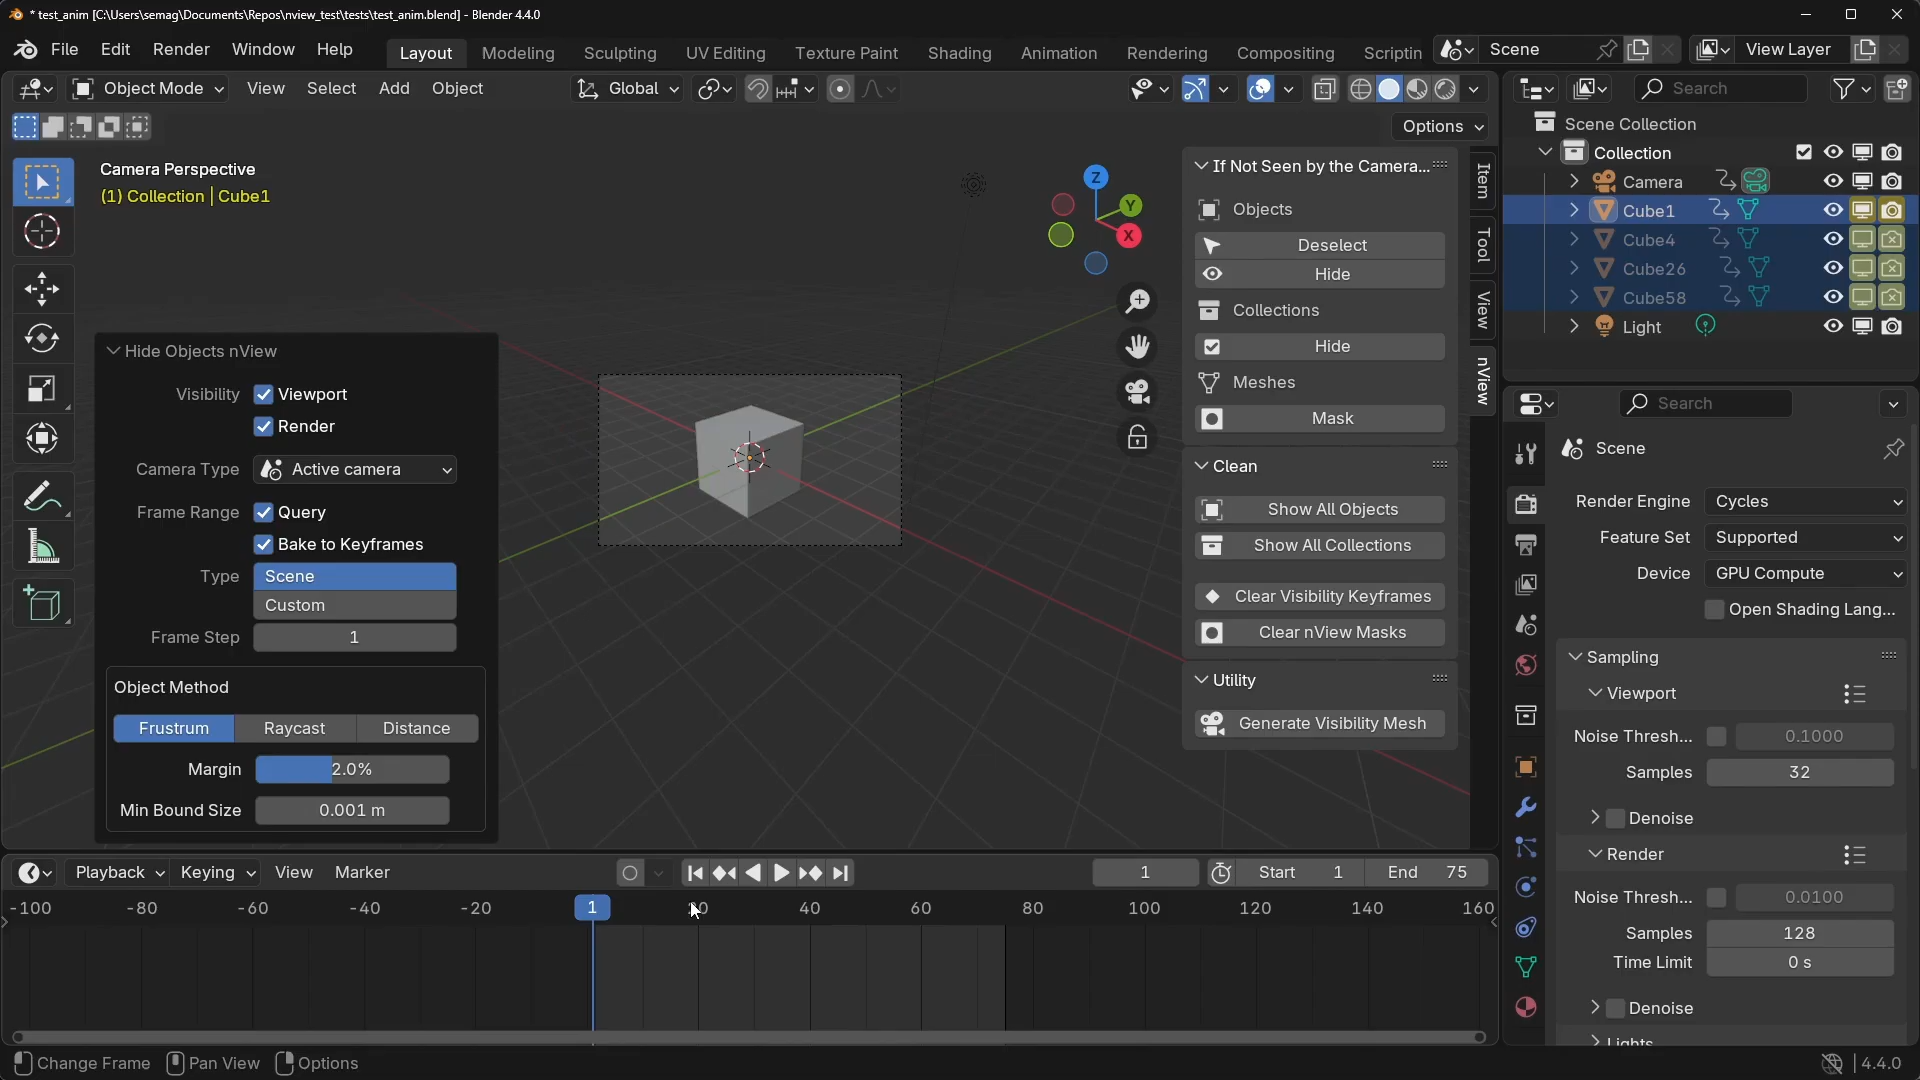 * test_anim [C:\Users\semag\Documents\Repos\nview_test\tests\test_anim.blend] - Blender 4.4.0
File Edit Render Window Help
Layout Modeling Sculpting UV Editing Texture Paint Shading Animation Rendering Compositing Scriptin
Scene
View Layer
Object Mode View Select Add Object
Global
Options
Camera Perspective
(1) Collection | Cube1
Z
Y
X
Hide Objects nView
Visibility Viewport
Render
Camera Type Active camera
Frame Range Query
Bake to Keyframes
Type Scene
Custom
Frame Step 1
Object Method
Frustrum Raycast Distance
Margin 2.0%
Min Bound Size 0.001 m
If Not Seen by the Camera...
Objects
Deselect
Hide
Collections
Hide
Meshes
Mask
Clean
Show All Objects
Show All Collections
Clear Visibility Keyframes
Clear nView Masks
Utility
Generate Visibility Mesh
Item
Tool
View
nView
Search
Scene Collection
Collection
Camera
Cube1
Cube4
Cube26
Cube58
Light
Search
Scene
Render Engine Cycles
Feature Set Supported
Device GPU Compute
Open Shading Lang...
Sampling
Viewport
Noise Thresh... 0.1000
Samples 32
Denoise
Render
Noise Thresh... 0.0100
Samples 128
Time Limit 0 s
Denoise
Lights
Playback Keying View Marker
1
Start 1 End 75
-100 -80 -60 -40 -20 1 40 60 80 100 120 140 160
Change Frame Pan View Options
4.4.0